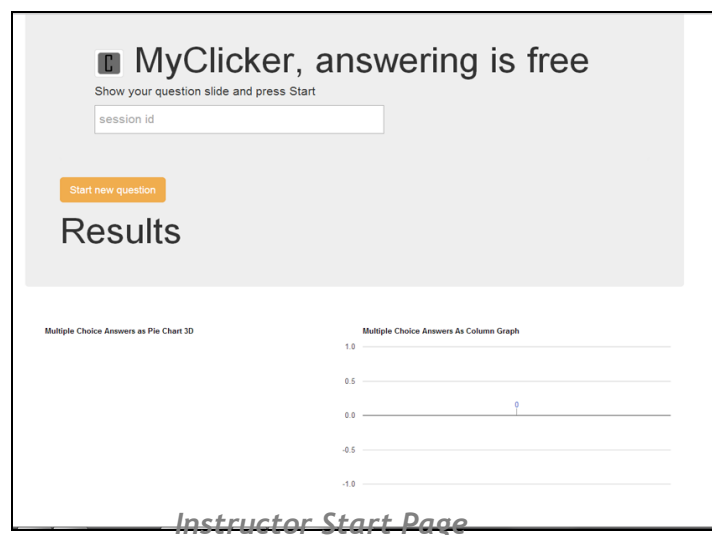 C MyClicker, answering is free
Show your question slide and press Start
session id
Start new question
Results
Multiple Choice Answers as Pie Chart 3D
Multiple Choice Answers As Column Graph
1.0
0.5
0
0.0
-0.5
-1.0
Instructor Start Page